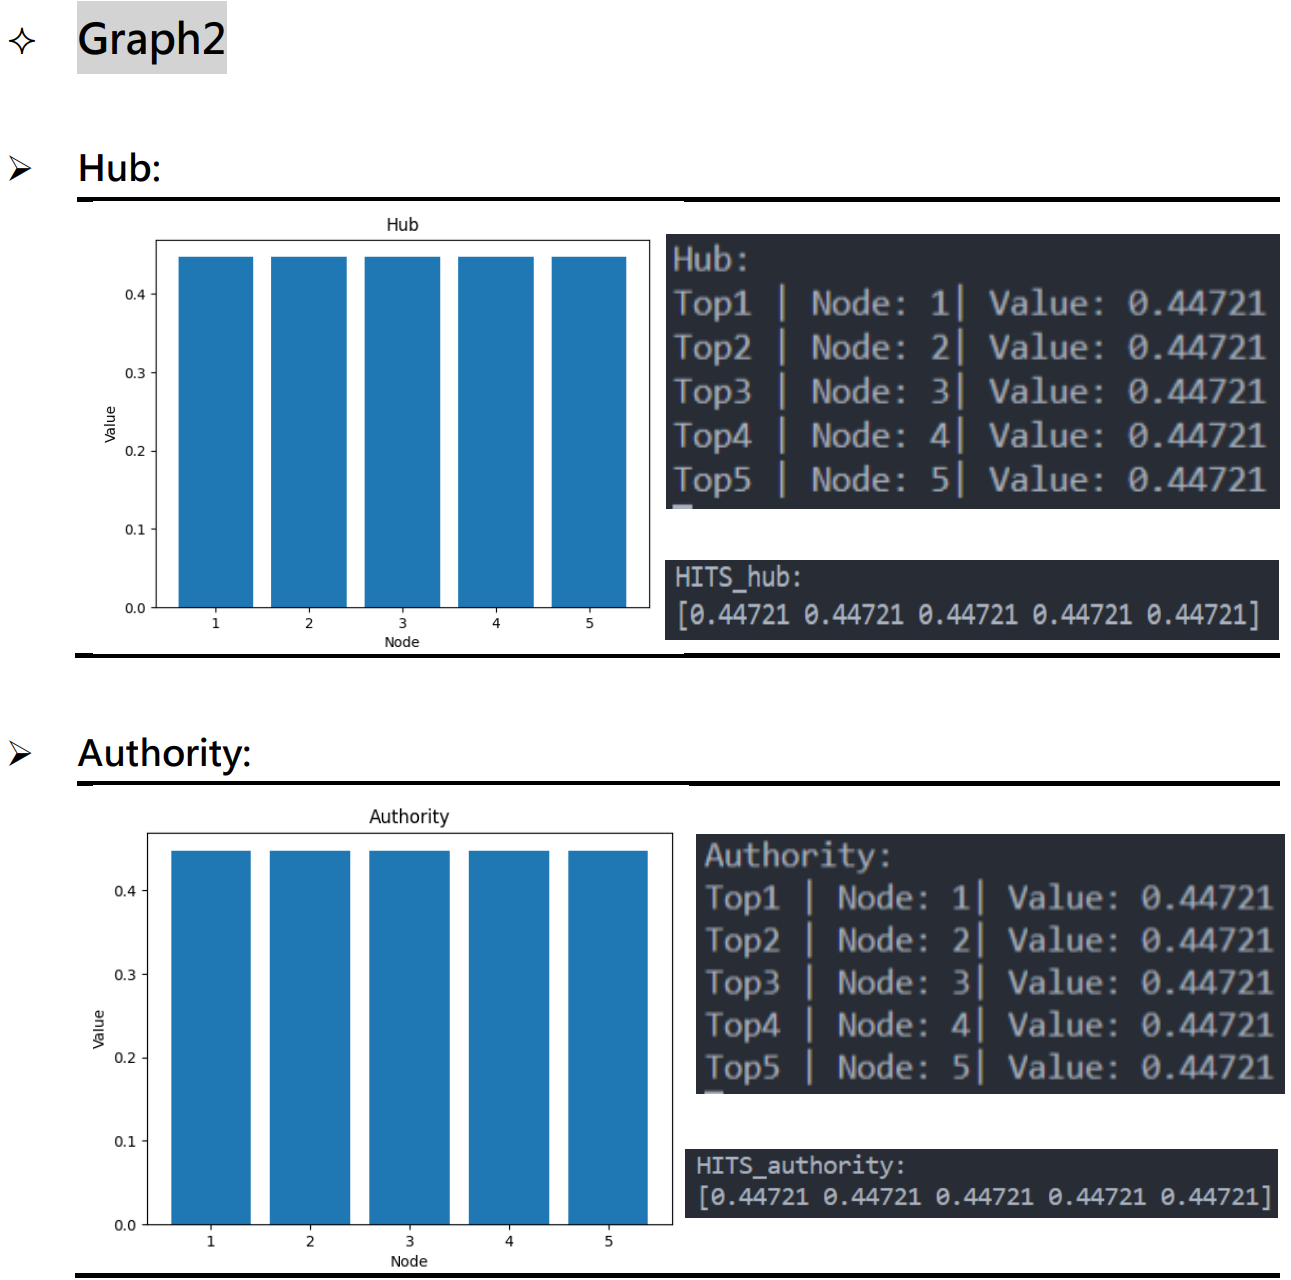 Graph2
Hub:
Hub
0.4
0.3
0.2
0.1
0.0
Value
1 2 3 4 5
Node
Hub:
Top1 | Node: 1| Value: 0.44721
Top2 | Node: 2| Value: 0.44721
Top3 | Node: 3| Value: 0.44721
Top4 | Node: 4| Value: 0.44721
Top5 | Node: 5| Value: 0.44721
HITS_hub:
[0.44721 0.44721 0.44721 0.44721 0.44721]
Authority:
Authority
0.4
0.3
0.2
0.1
0.0
Value
1 2 3 4 5
Node
Authority:
Top1 | Node: 1| Value: 0.44721
Top2 | Node: 2| Value: 0.44721
Top3 | Node: 3| Value: 0.44721
Top4 | Node: 4| Value: 0.44721
Top5 | Node: 5| Value: 0.44721
HITS_authority:
[0.44721 0.44721 0.44721 0.44721 0.44721]